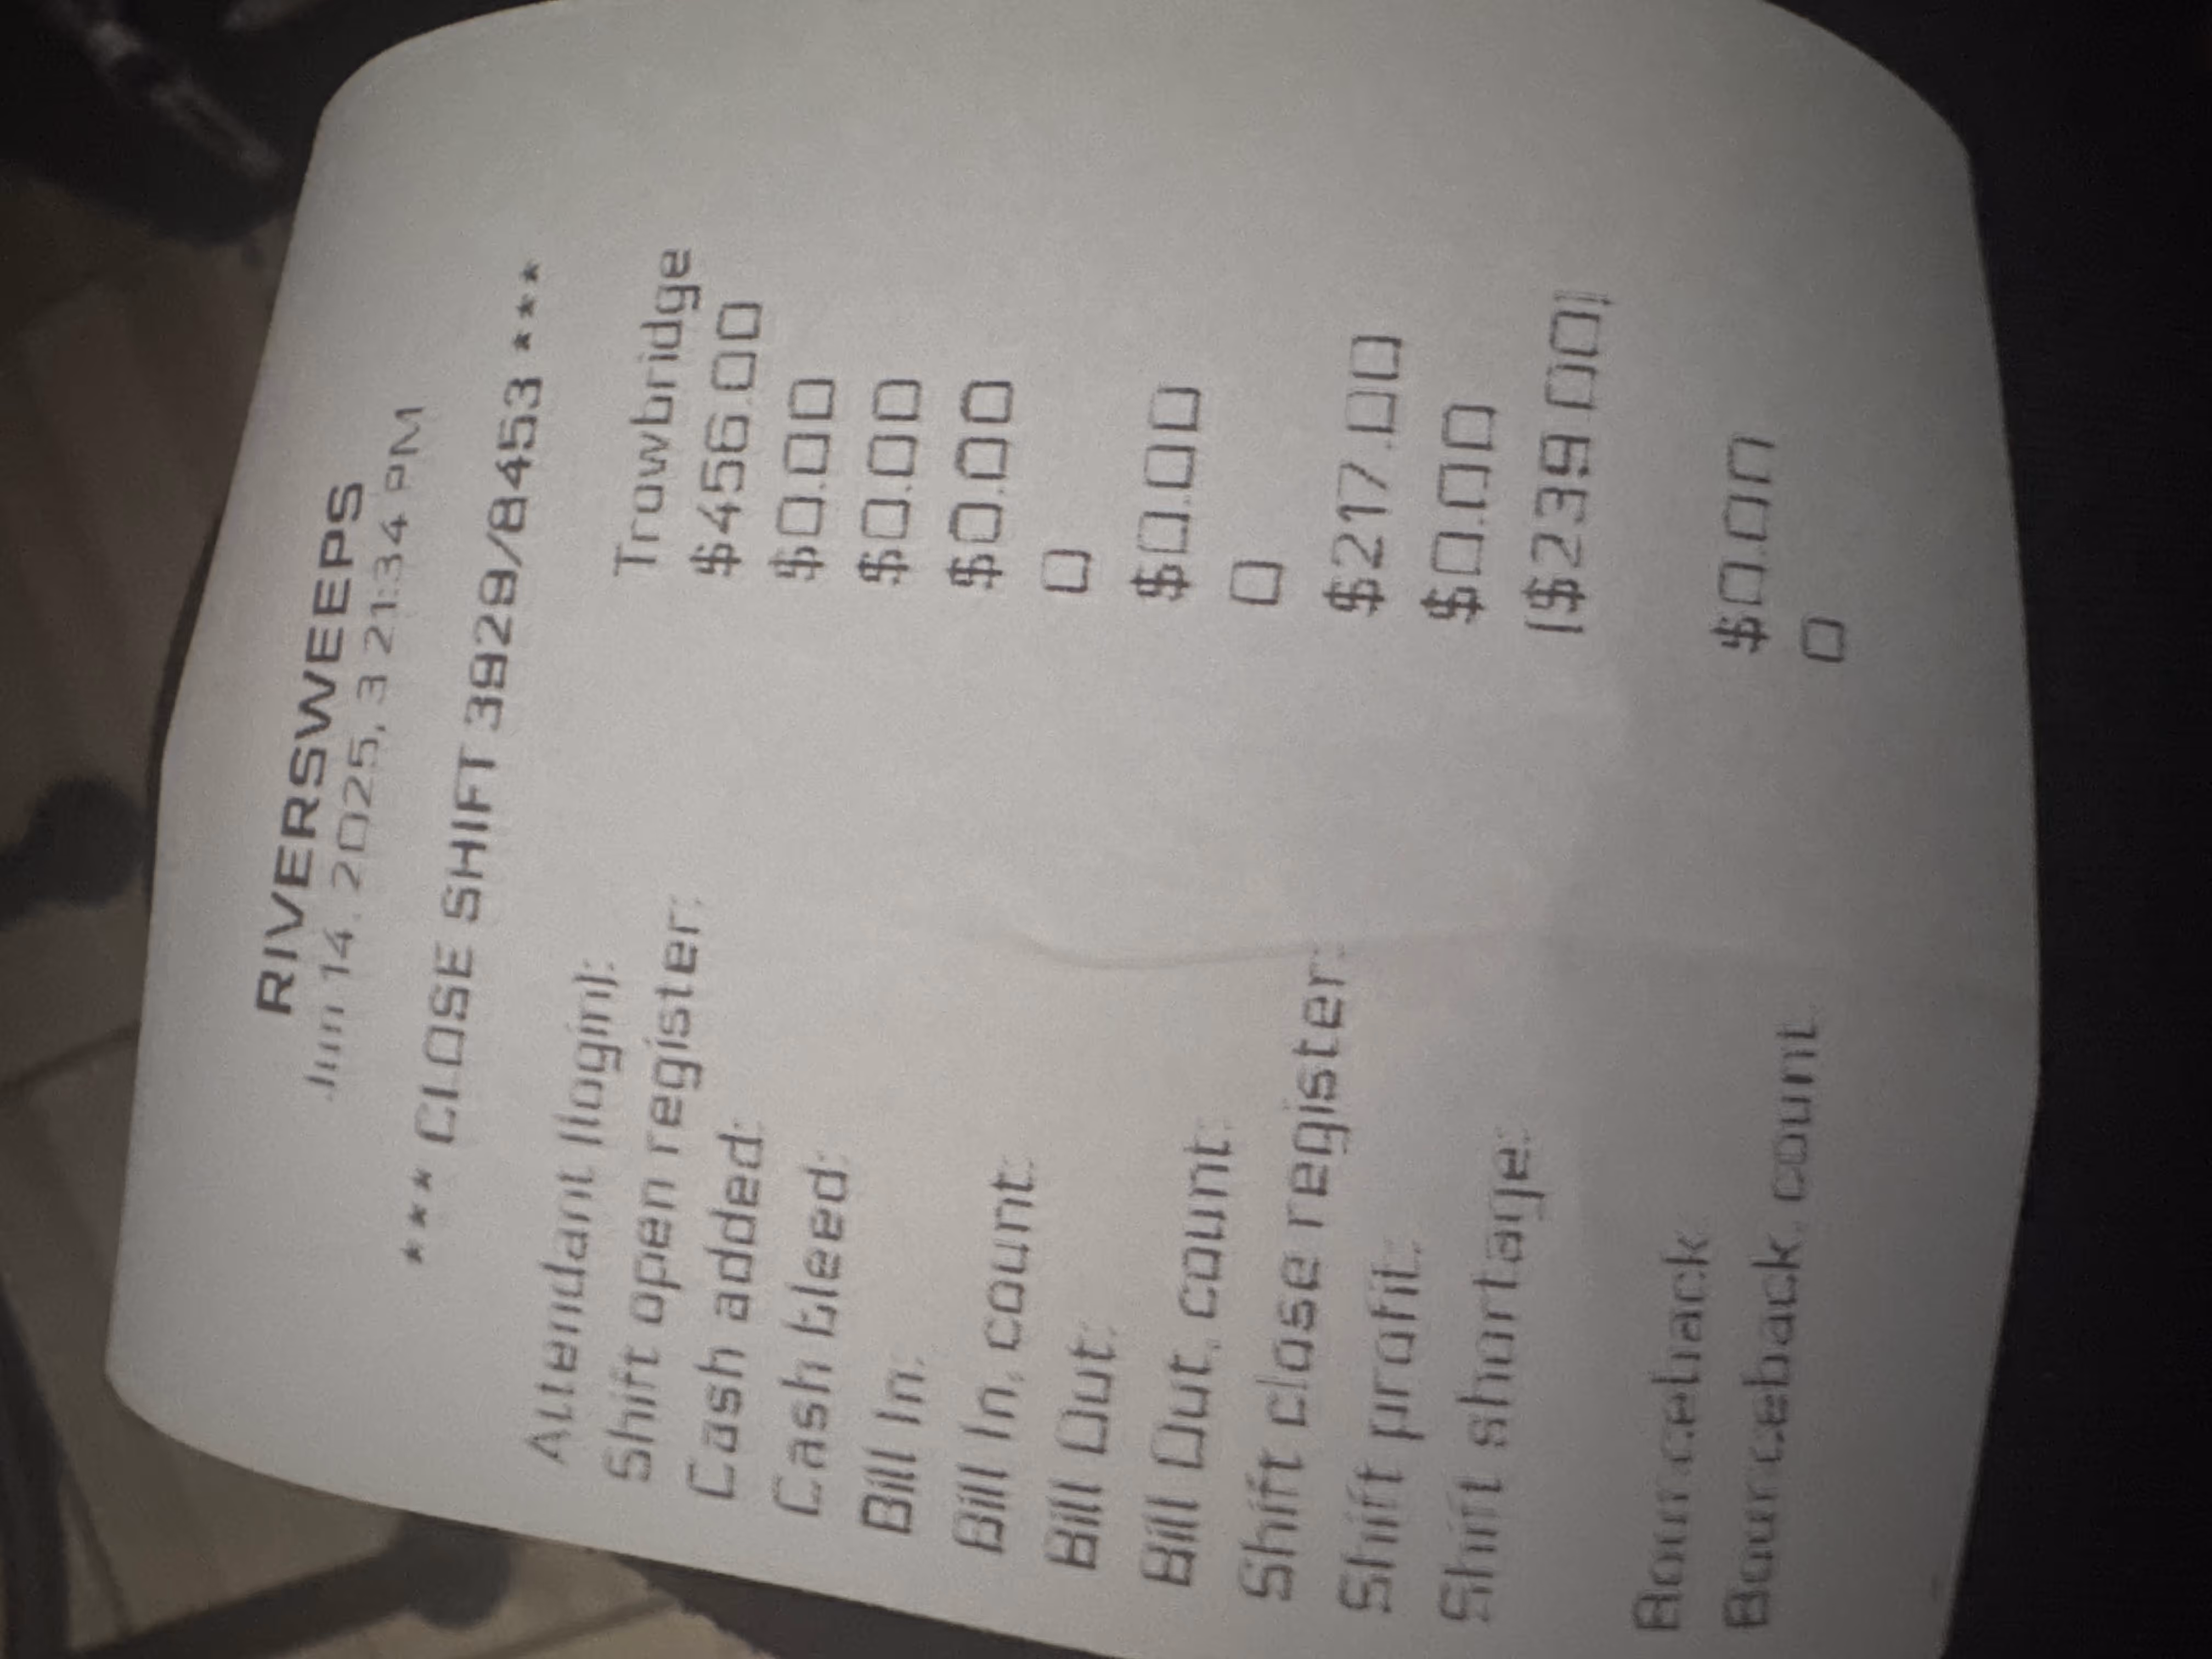 RIVERSWEEPS
Jun 14, 2025, 3:21:34 PM
*** CLOSE SHIFT 3929/8453 ***
Attendant (login): Trowbridge
Shift open register: $456.00
Cash added: $0.00
Cash bleed: $0.00
Bill In: $0.00
Bill In, count: 0
Bill Out: $0.00
Bill Out, count: 0
Shift close register: $217.00
Shift profit: $0.00
Shift shortage: ($239.00)
Bounceback $0.00
Bounceback, count 0